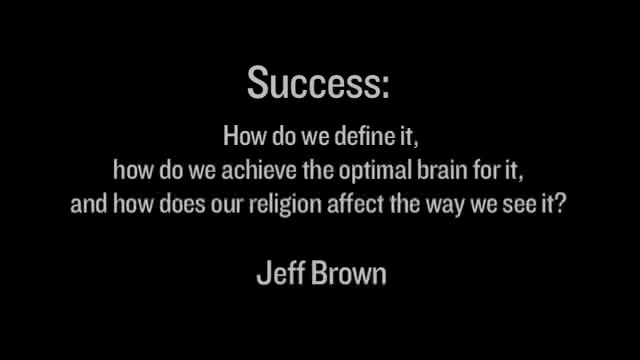 Success:
How do we define it,
how do we achieve the optimal brain for it,
and how does our religion affect the way we see it?
Jeff Brown